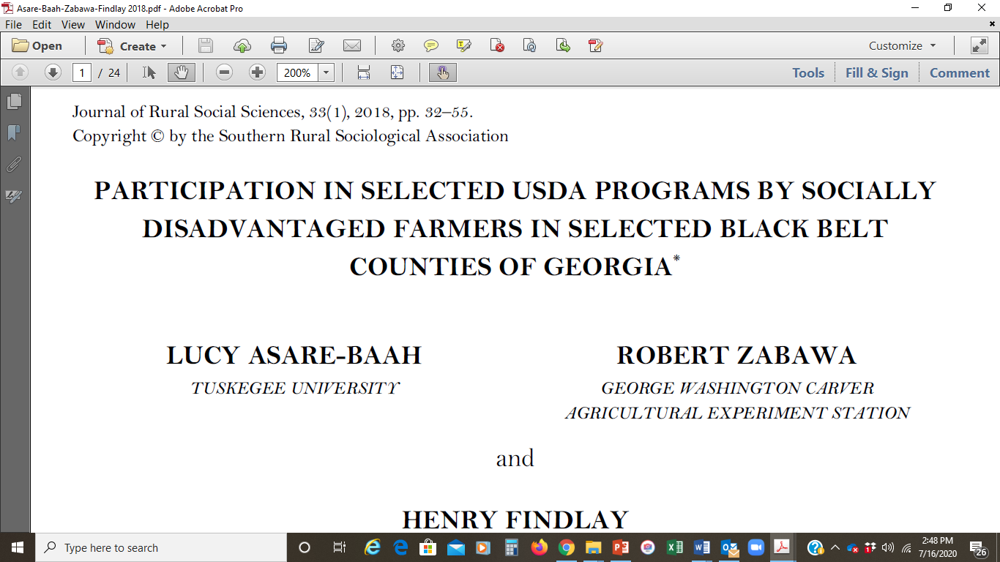 Asare-Baah-Zabawa-Findlay 2018.pdf - Adobe Acrobat Pro
File Edit View Window Help
Open Create Customize
1 / 24 200% Tools Fill & Sign Comment
Journal of Rural Social Sciences, 33(1), 2018, pp. 32–55.
Copyright © by the Southern Rural Sociological Association
PARTICIPATION IN SELECTED USDA PROGRAMS BY SOCIALLY
DISADVANTAGED FARMERS IN SELECTED BLACK BELT
COUNTIES OF GEORGIA*
LUCY ASARE-BAAH
TUSKEGEE UNIVERSITY
ROBERT ZABAWA
GEORGE WASHINGTON CARVER
AGRICULTURAL EXPERIMENT STATION
and
HENRY FINDLAY
Type here to search
2:48 PM
7/16/2020
26